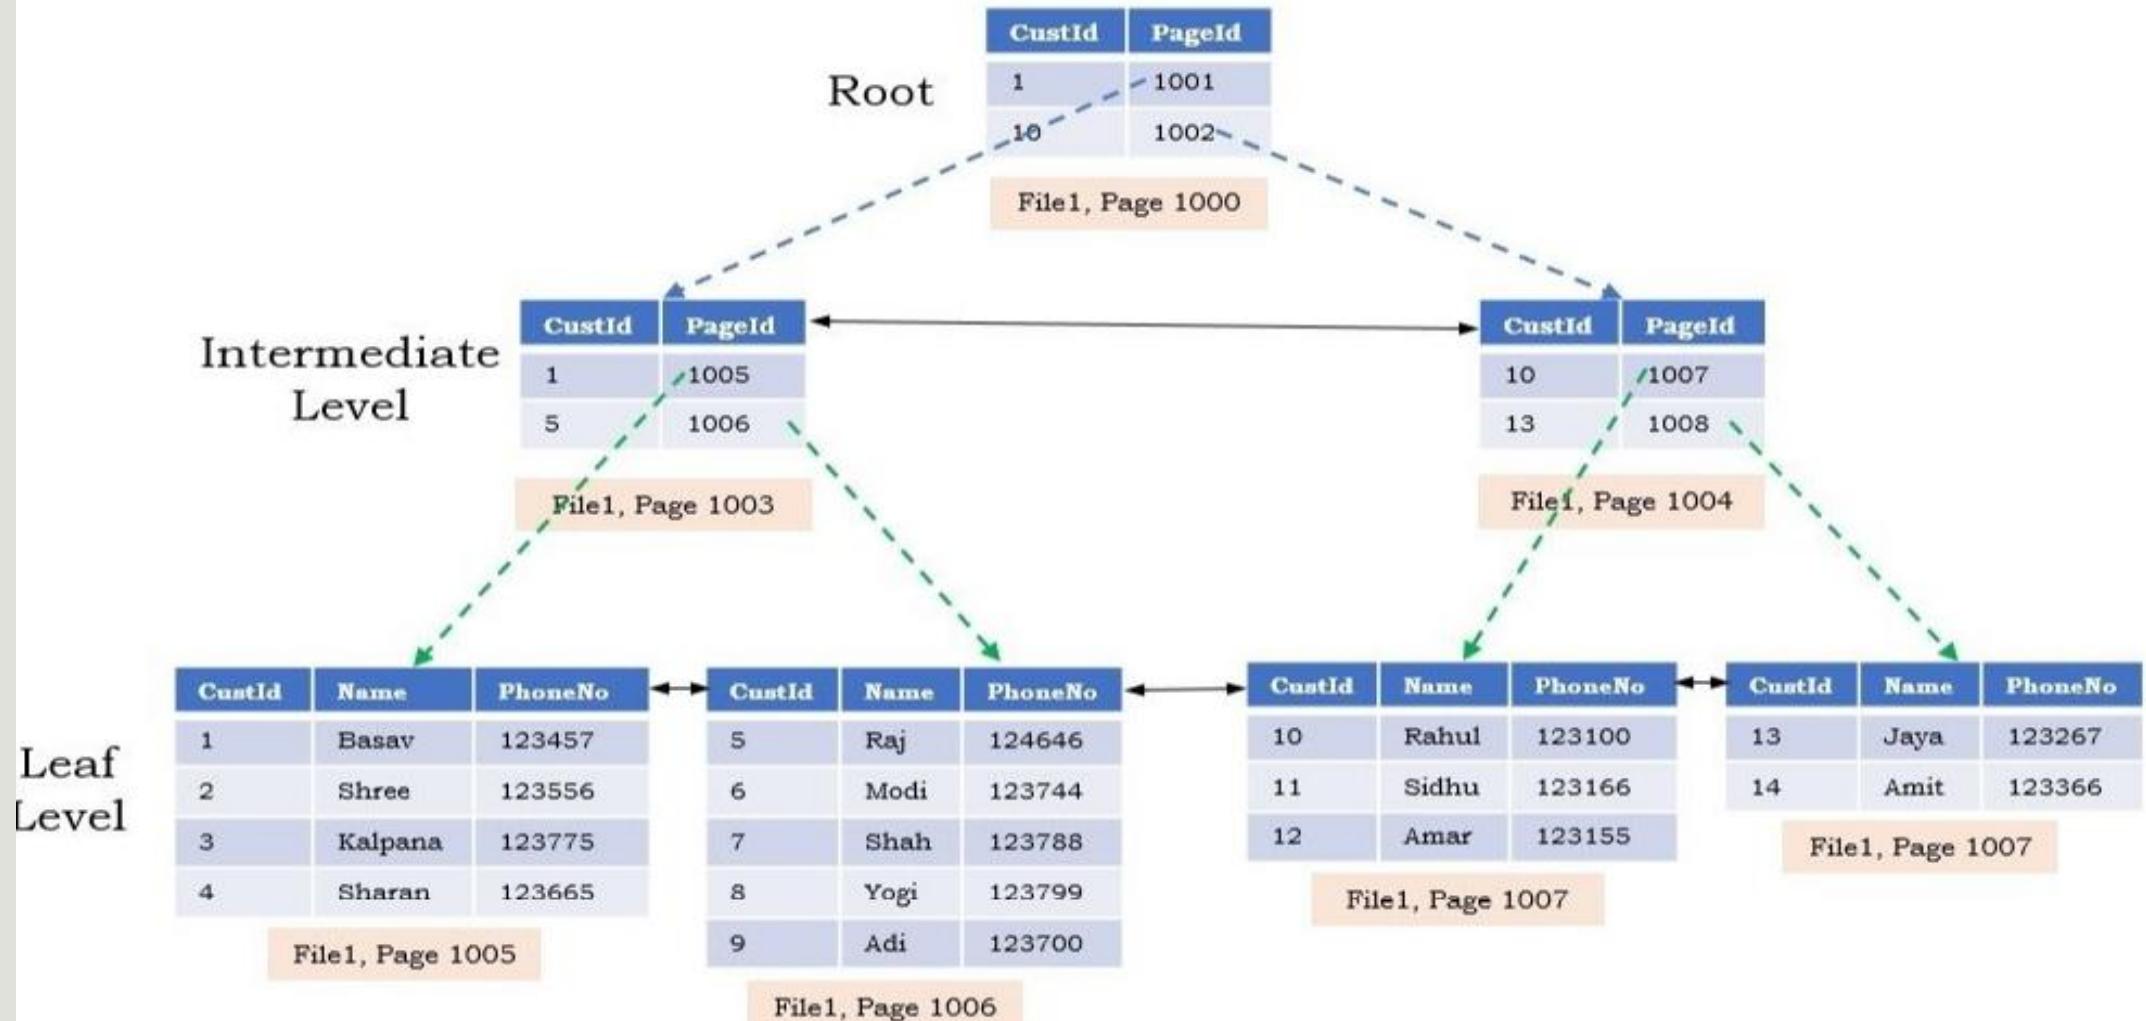 CustId PageId
1 1001
10 1002
Root
File1, Page 1000
Intermediate
Level
CustId PageId
1 1005
5 1006
File1, Page 1003
CustId PageId
10 1007
13 1008
File1, Page 1004
Leaf
Level
CustId Name PhoneNo
1 Basav 123457
2 Shree 123556
3 Kalpana 123775
4 Sharan 123665
File1, Page 1005
CustId Name PhoneNo
5 Raj 124646
6 Modi 123744
7 Shah 123788
8 Yogi 123799
9 Adi 123700
File1, Page 1006
CustId Name PhoneNo
10 Rahul 123100
11 Sidhu 123166
12 Amar 123155
File1, Page 1007
CustId Name PhoneNo
13 Jaya 123267
14 Amit 123366
File1, Page 1007